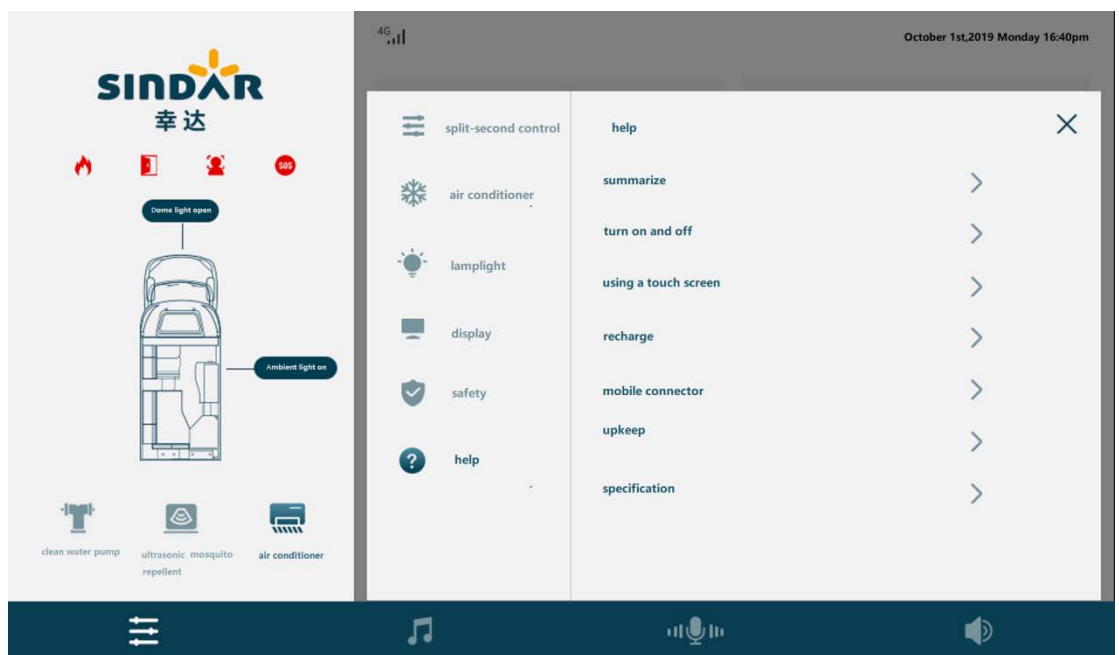 SINDAR
幸达
SOS
Dome light open
Ambient light on
clean water pump
ultrasonic mosquito
repellent
air conditioner
4G
October 1st,2019 Monday 16:40pm
split-second control
air conditioner
lamplight
display
safety
help
help
summarize
turn on and off
using a touch screen
recharge
mobile connector
upkeep
specification